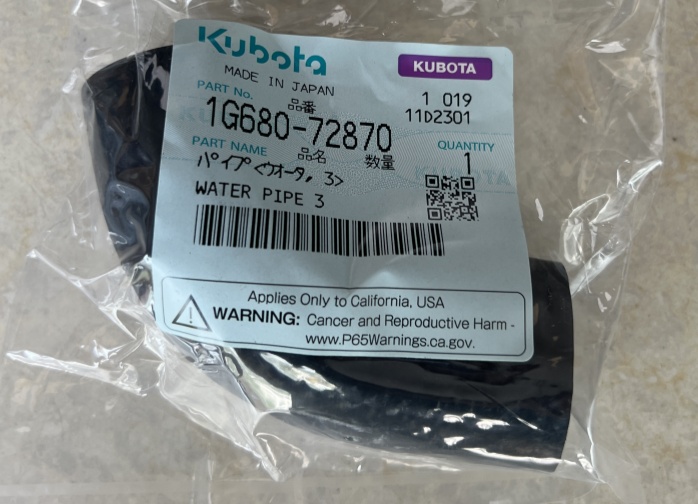 Kubota
KUBOTA
MADE IN JAPAN
PART No. 品番
1 019
1G680-72870
11D2301
PART NAME 品名 数量 QUANTITY
パイプ<ウオータ, 3>
1
WATER PIPE 3
Applies Only to California, USA
WARNING: Cancer and Reproductive Harm -
www.P65Warnings.ca.gov.